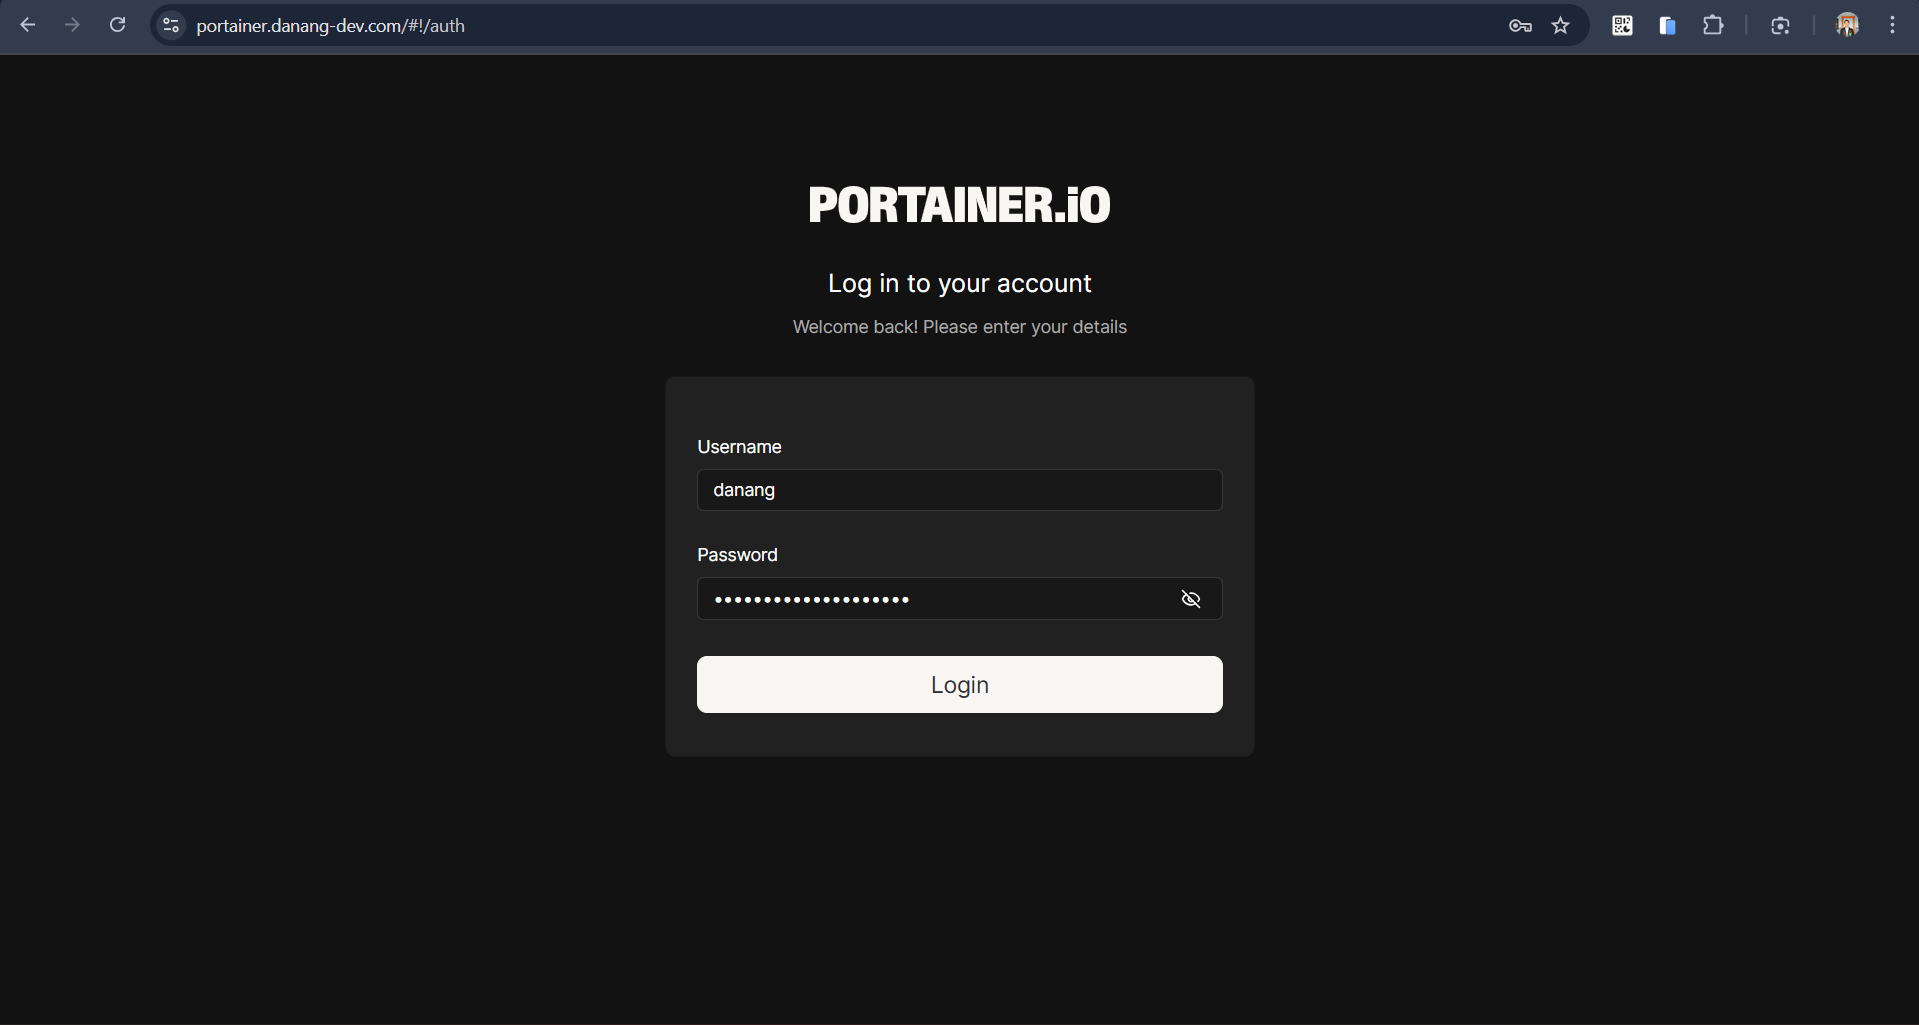 portainer.danang-dev.com/#!/auth
PORTAINER.iO
Log in to your account
Welcome back! Please enter your details
Username
danang
Password
Login